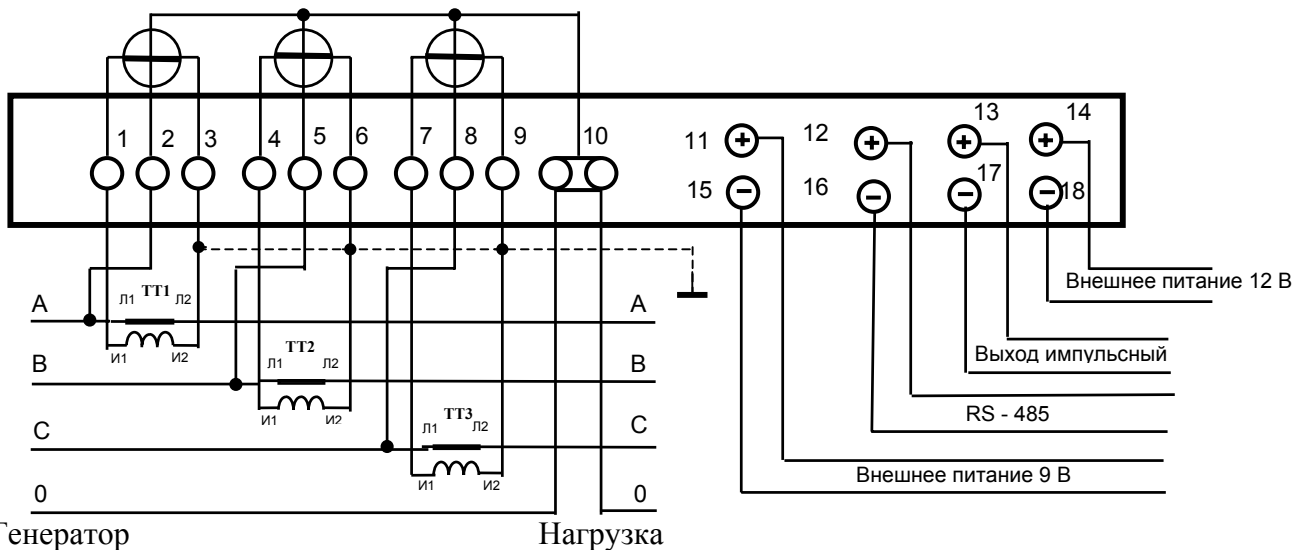 1 2 3 4 5 6 7 8 9 10 11 12 13 14
15 16 17 18
Внешнее питание 12 В
A Л1 ТТ1 Л2 A
И1 И2
Выход импульсный
B Л1 ТТ2 Л2 B
И1 И2
RS - 485
C Л1 ТТ3 Л2 C
И1 И2
Внешнее питание 9 В
0 0
Генератор Нагрузка